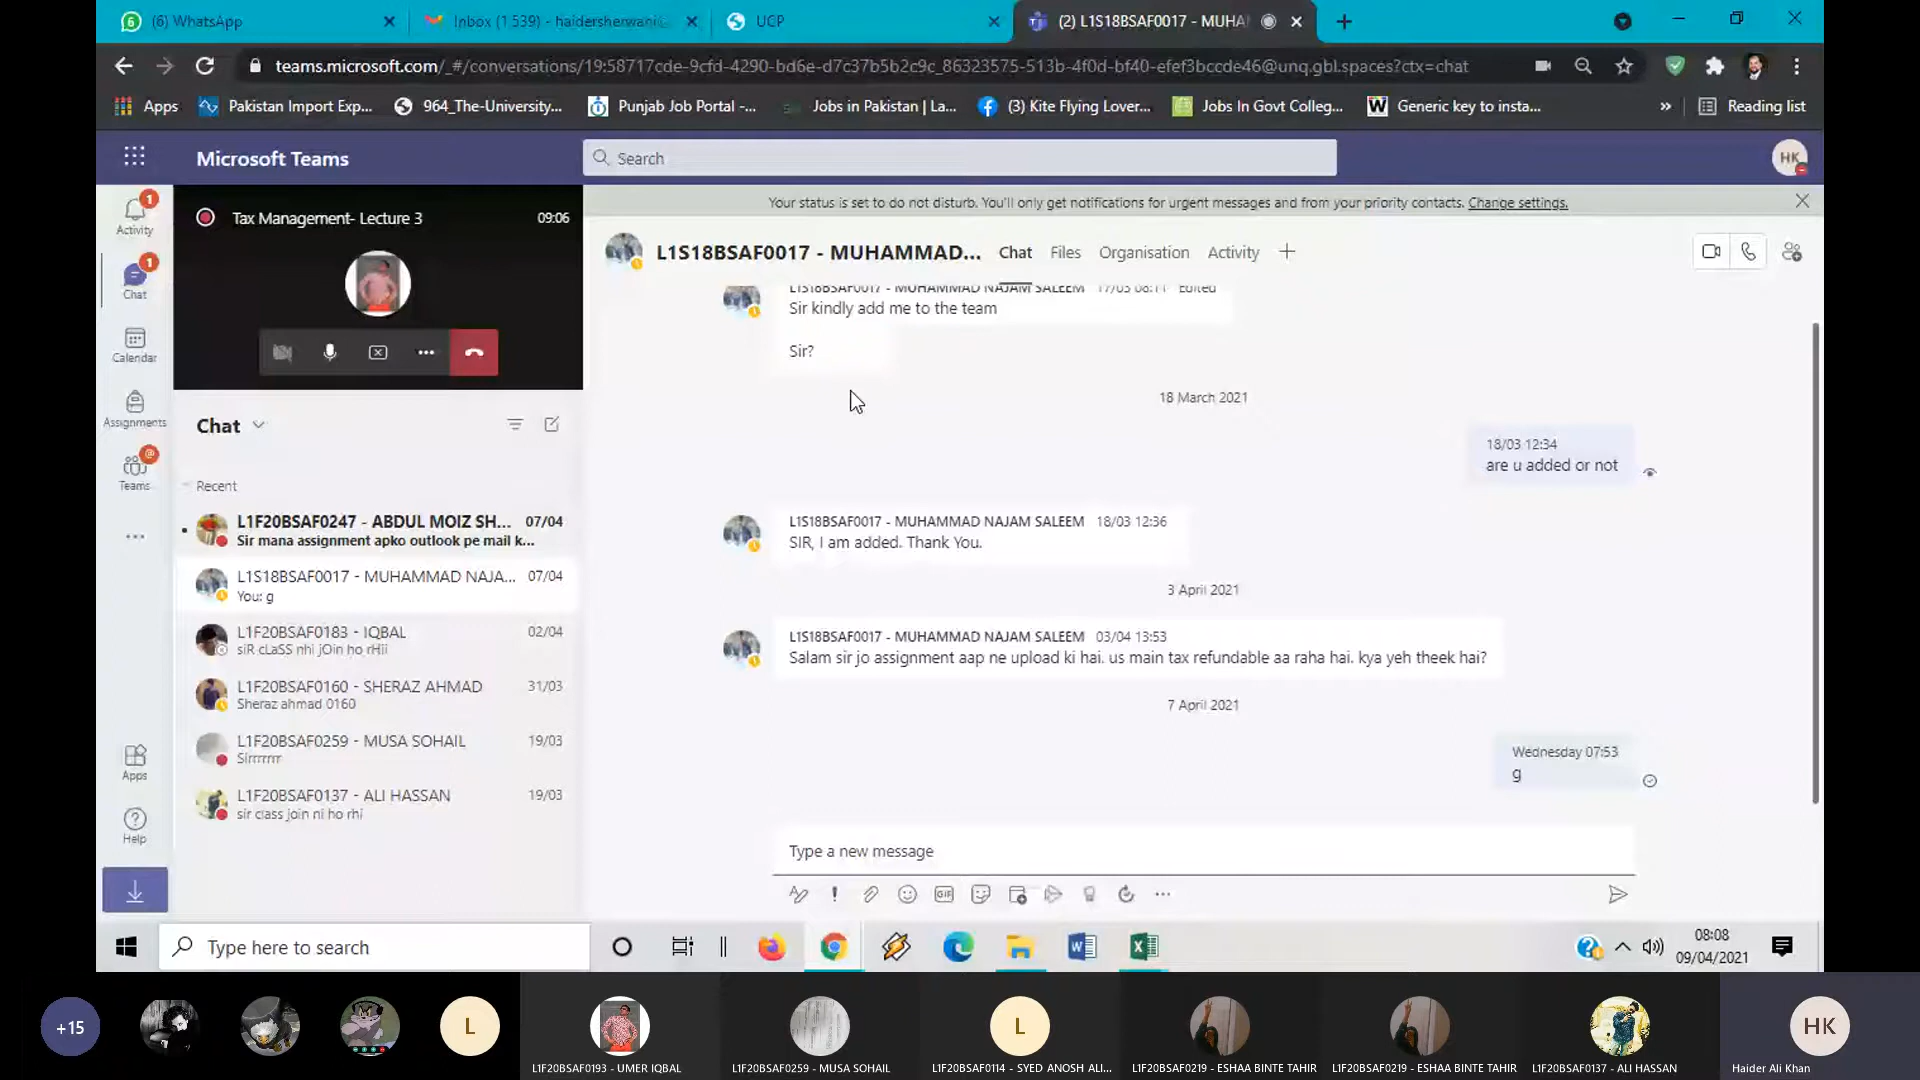 (6) WhatsApp
Inbox (1 539) - haidersherwani
UCP
(2) L1S18BSAF0017 - MUHA
teams.microsoft.com/_#/conversations/19:58717cde-9cfd-4290-bd6e-d7c37b5b2c9c_86323575-513b-4f0d-bf40-efef3bccde46@unq.gbl.spaces?ctx=chat
Apps
Pakistan Import Exp...
964_The-University...
Punjab Job Portal -...
Jobs in Pakistan | La...
(3) Kite Flying Lover...
Jobs In Govt Colleg...
Generic key to insta...
»
Reading list
Microsoft Teams
Search
HK
Your status is set to do not disturb. You'll only get notifications for urgent messages and from your priority contacts. Change settings.
1
Activity
1
Chat
Calendar
Assignments
@
Teams
Apps
Help
Tax Management- Lecture 3
09:06
Chat
Recent
L1F20BSAF0247 - ABDUL MOIZ SH... 07/04
Sir mana assignment apko outlook pe mail k...
L1S18BSAF0017 - MUHAMMAD NAJA... 07/04
You: g
L1F20BSAF0183 - IQBAL 02/04
siR cLaSS nhi jOin ho rHii
L1F20BSAF0160 - SHERAZ AHMAD 31/03
Sheraz ahmad 0160
L1F20BSAF0259 - MUSA SOHAIL 19/03
Sirrrrrrr
L1F20BSAF0137 - ALI HASSAN 19/03
sir class join ni ho rhi
L1S18BSAF0017 - MUHAMMAD... Chat Files Organisation Activity
L1S18BSAF0017 - MUHAMMAD NAJAM SALEEM 17/03 08:11 Edited
Sir kindly add me to the team
Sir?
18 March 2021
18/03 12:34
are u added or not
L1S18BSAF0017 - MUHAMMAD NAJAM SALEEM 18/03 12:36
SIR, I am added. Thank You.
3 April 2021
L1S18BSAF0017 - MUHAMMAD NAJAM SALEEM 03/04 13:53
Salam sir jo assignment aap ne upload ki hai. us main tax refundable aa raha hai. kya yeh theek hai?
7 April 2021
Wednesday 07:53
g
Type a new message
GIF
Type here to search
08:08
09/04/2021
+15
L
L
HK
L1F20BSAF0193 - UMER IQBAL
L1F20BSAF0259 - MUSA SOHAIL
L1F20BSAF0114 - SYED ANOSH ALI...
L1F20BSAF0219 - ESHAA BINTE TAHIR
L1F20BSAF0219 - ESHAA BINTE TAHIR
L1F20BSAF0137 - ALI HASSAN
Haider Ali Khan